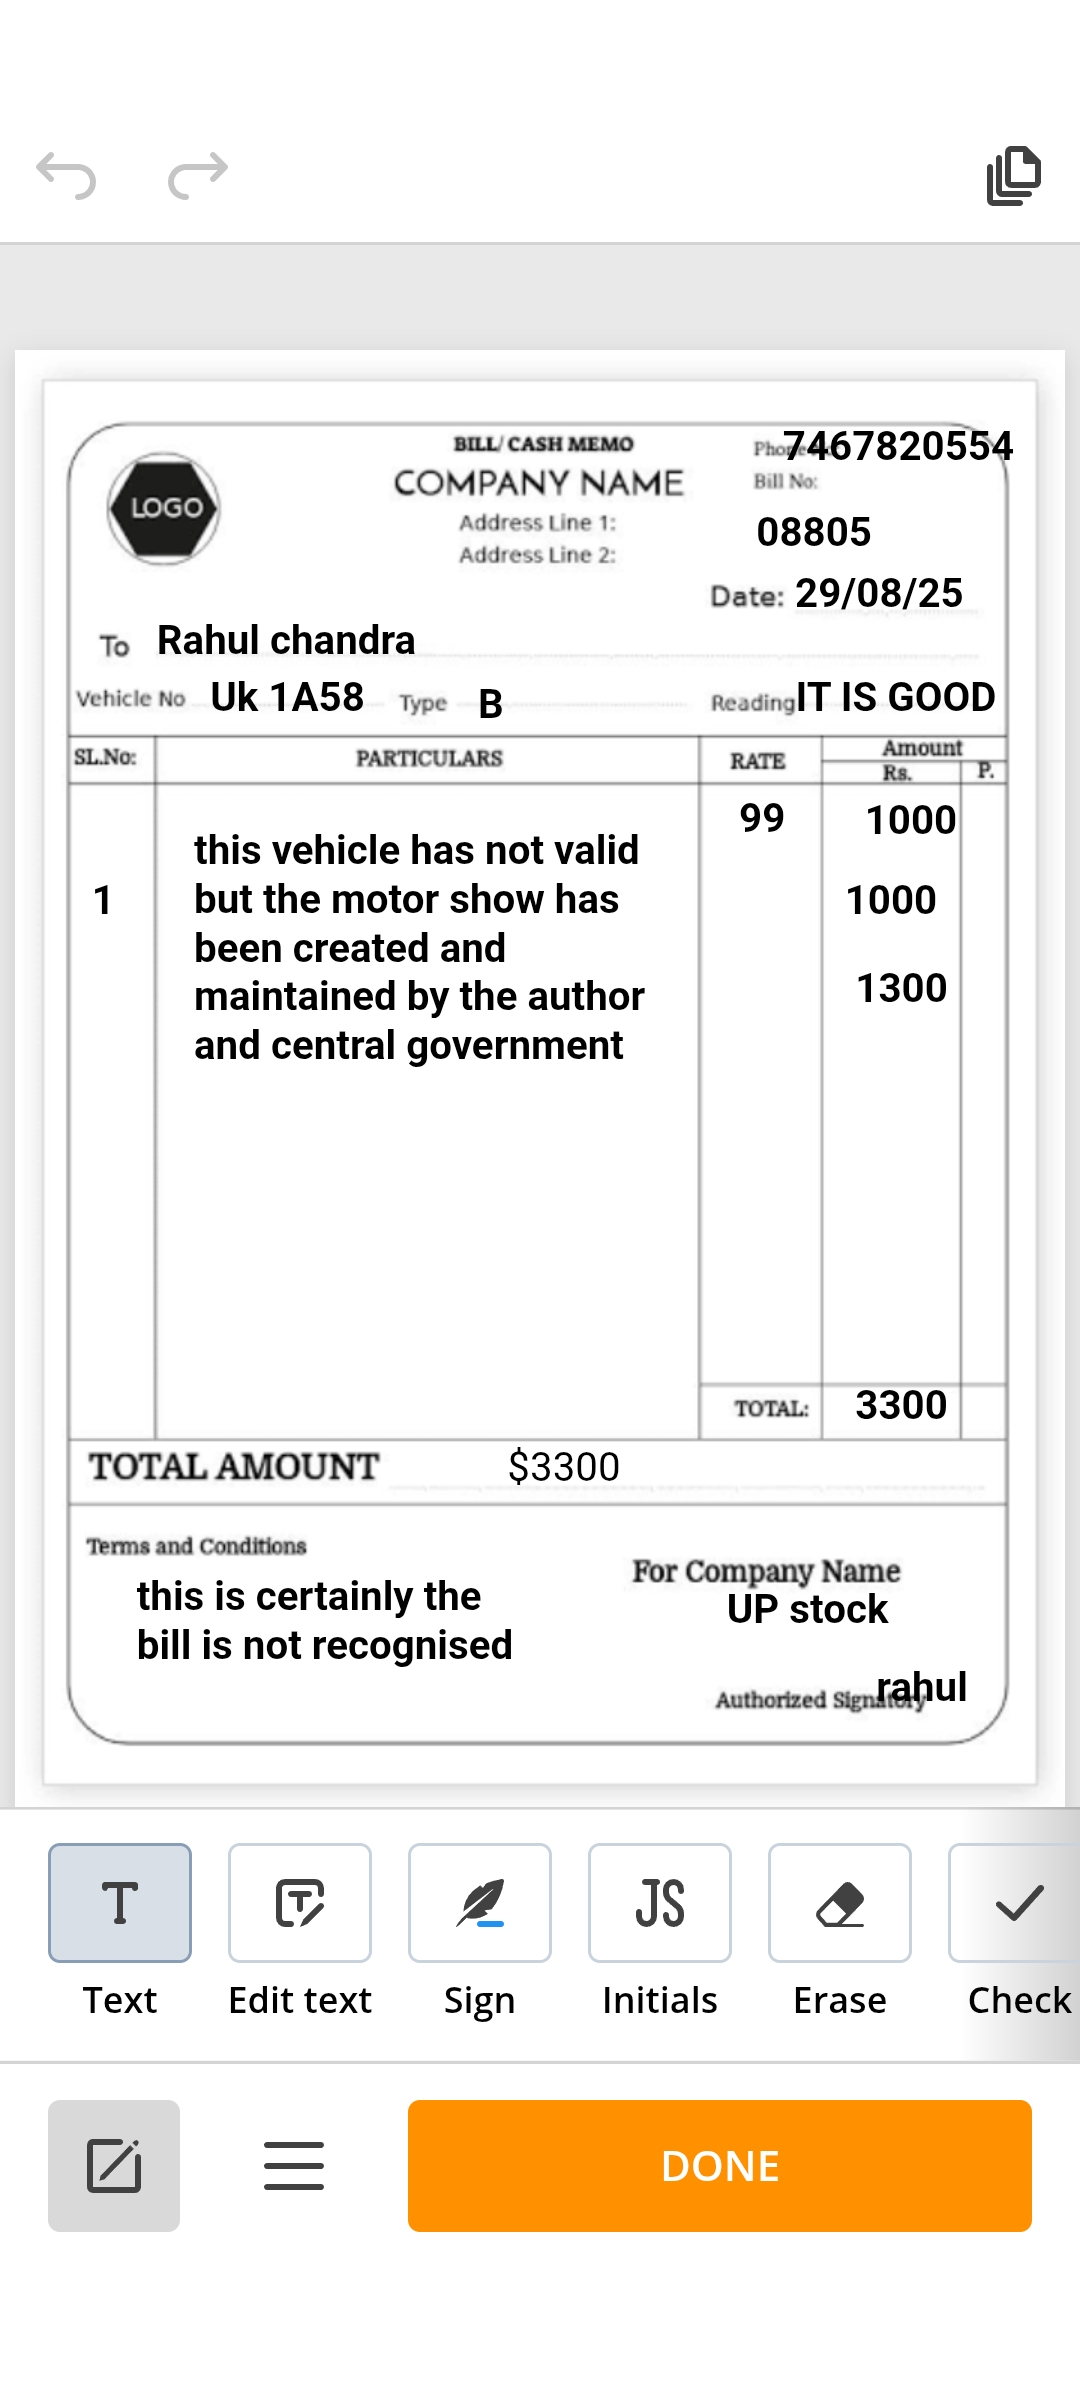 BILL/ CASH MEMO
COMPANY NAME
LOGO
Address Line 1:
Address Line 2:
7467820554
Bill No:
08805
Date: 29/08/25
To Rahul chandra
Vehicle No Uk 1A58 Type B Reading IT IS GOOD
SL.No: PARTICULARS RATE Amount
Rs. P.
99 1000
this vehicle has not valid
1 but the motor show has 1000
been created and
maintained by the author 1300
and central government
TOTAL: 3300
TOTAL AMOUNT $3300
Terms and Conditions
For Company Name
this is certainly the
UP stock
bill is not recognised
rahul
Authorized Signatory
Text Edit text Sign JS Initials Erase Check
DONE